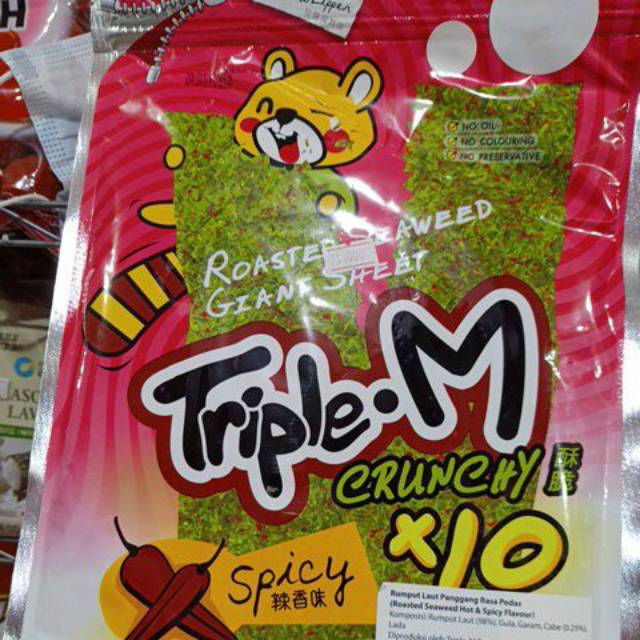 H
NO OIL
NO COLOURING
NO PRESERVATIVE
ROASTED SEAWEED
GIANT SHEET
Triple·M
CRUNCHY 酥脆
x10
Spicy
辣香味
Rumput Laut Panggang Rasa Pedas
(Roasted Seaweed Hot & Spicy Flavour)
Komposisi: Rumput Laut (98%), Gula, Garam, Cabe (0.25%),
Lada